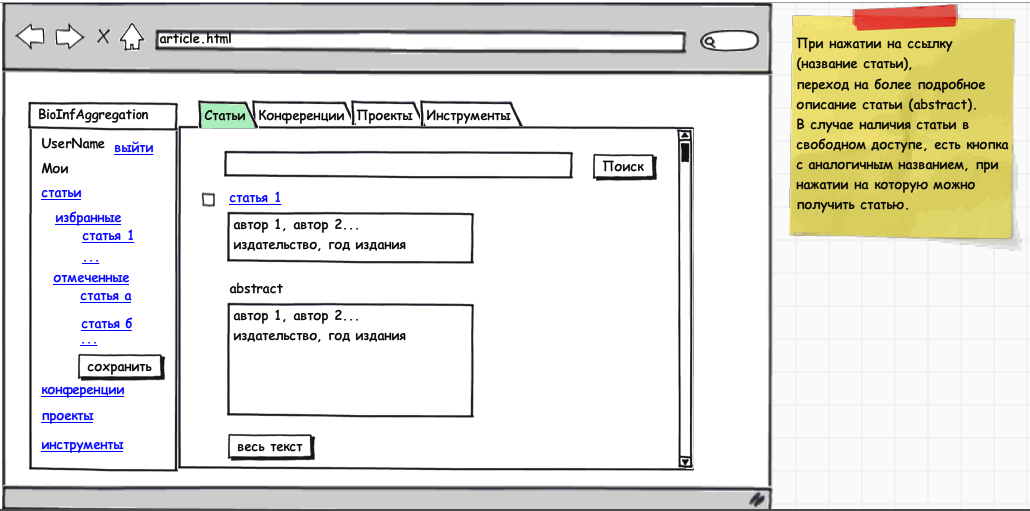 article.html
BioInfAggregation
UserName выйти
Мои
статьи
избранные
статья 1
...
отмеченные
статья а
статья б
...
сохранить
конференции
проекты
инструменты
Статьи Конференции Проекты Инструменты
Поиск
статья 1
автор 1, автор 2...
издательство, год издания
abstract
автор 1, автор 2...
издательство, год издания
весь текст
При нажатии на ссылку
(название статьи),
переход на более подробное
описание статьи (abstract).
В случае наличия статьи в
свободном доступе, есть кнопка
с аналогичным названием, при
нажатии на которую можно
получить статью.